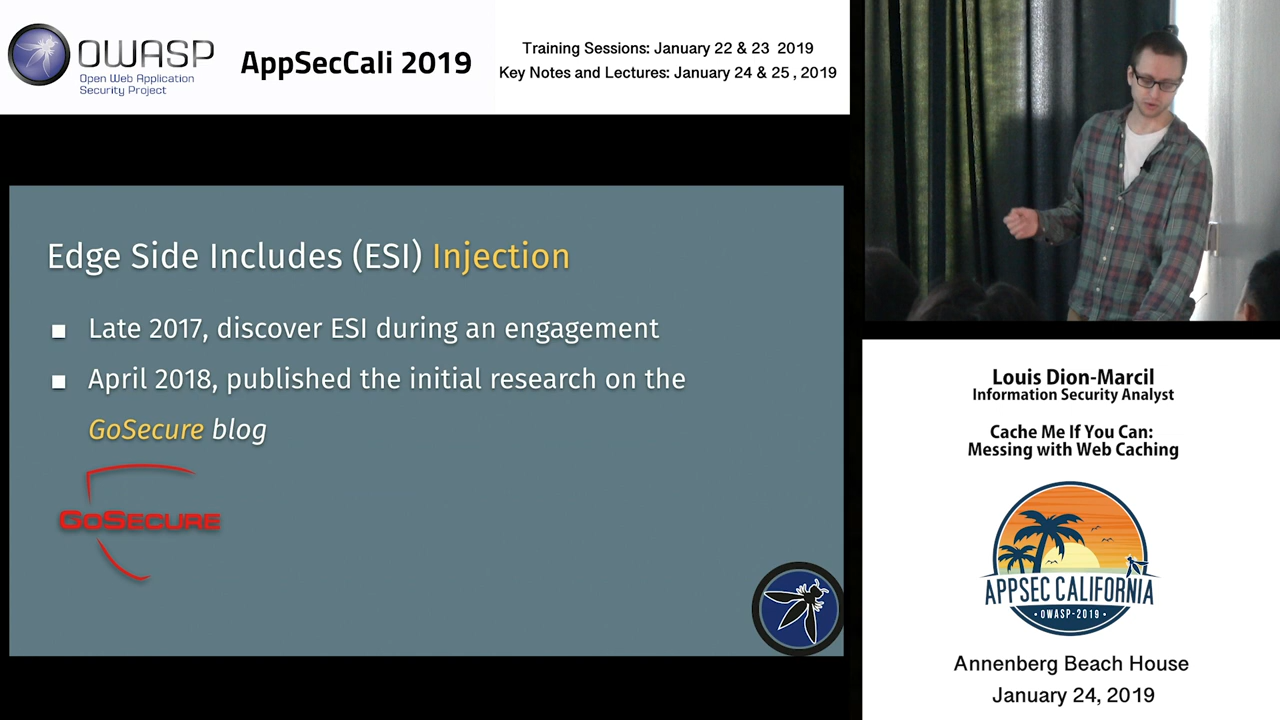 OWASP
Open Web Application
Security Project
AppSecCali 2019
Training Sessions: January 22 & 23 2019
Key Notes and Lectures: January 24 & 25 , 2019
Edge Side Includes (ESI) Injection
■ Late 2017, discover ESI during an engagement
■ April 2018, published the initial research on the
GoSecure blog
GoSecure
Louis Dion-Marcil
Information Security Analyst
Cache Me If You Can:
Messing with Web Caching
APPSEC CALIFORNIA
• OWASP-2019 •
Annenberg Beach House
January 24, 2019